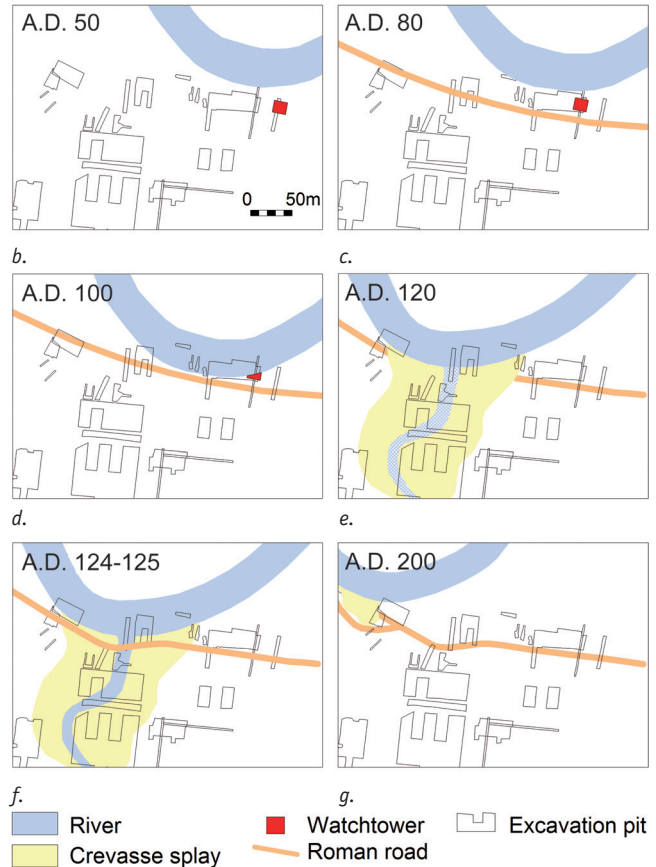 A.D. 50
A.D. 80
0 50m
b.
c.
A.D. 100
A.D. 120
d.
e.
A.D. 124-125
A.D. 200
f.
g.
River
Watchtower
Excavation pit
Crevasse splay
Roman road